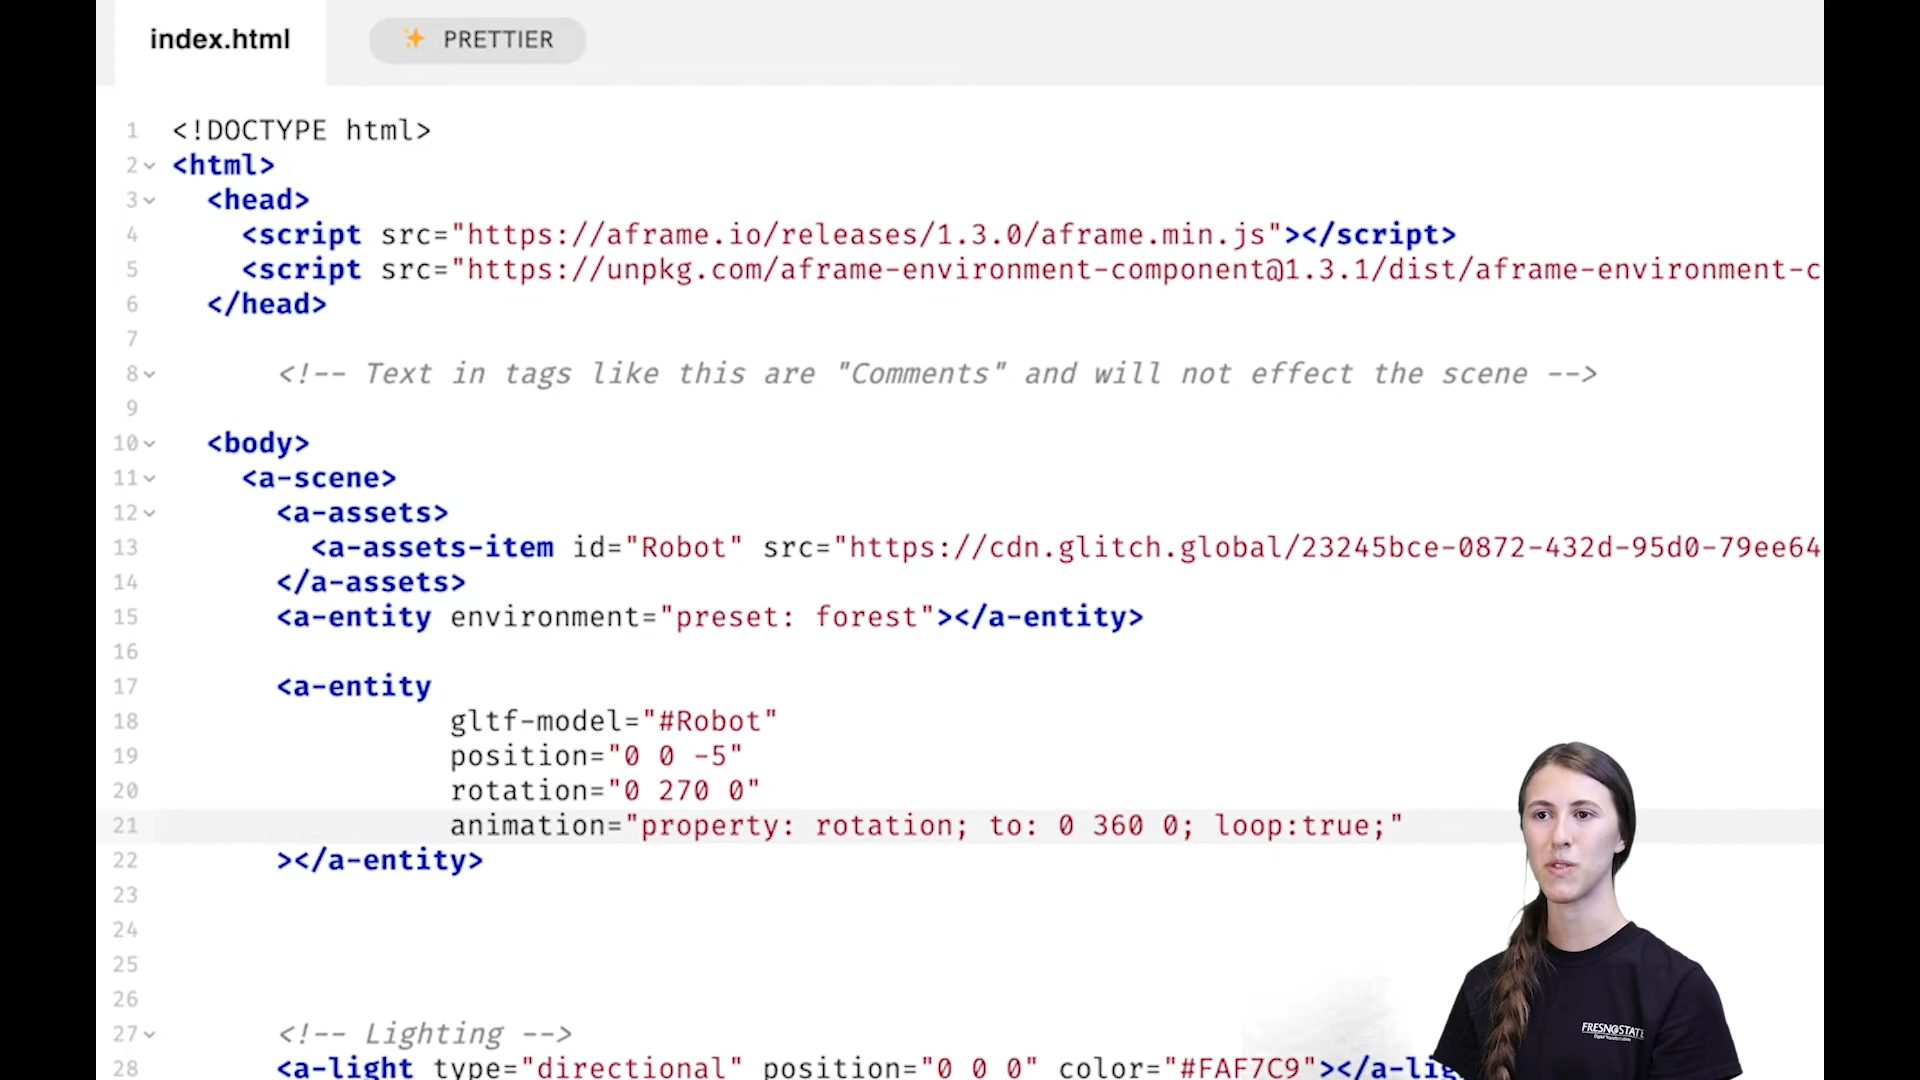 index.html
✨ PRETTIER
1 <!DOCTYPE html>
2 <html>
3 <head>
4 <script src="https://aframe.io/releases/1.3.0/aframe.min.js"></script>
5 <script src="https://unpkg.com/aframe-environment-component@1.3.1/dist/aframe-environment-c
6 </head>
7
8 <!-- Text in tags like this are "Comments" and will not effect the scene -->
9
10 <body>
11 <a-scene>
12 <a-assets>
13 <a-assets-item id="Robot" src="https://cdn.glitch.global/23245bce-0872-432d-95d0-79ee64
14 </a-assets>
15 <a-entity environment="preset: forest"></a-entity>
16
17 <a-entity
18 gltf-model="#Robot"
19 position="0 0 -5"
20 rotation="0 270 0"
21 animation="property: rotation; to: 0 360 0; loop:true;"
22 ></a-entity>
23
24
25
26
27 <!-- Lighting -->
28 <a-light type="directional" position="0 0 0" color="#FAF7C9"></a-lig
FRESNO STATE